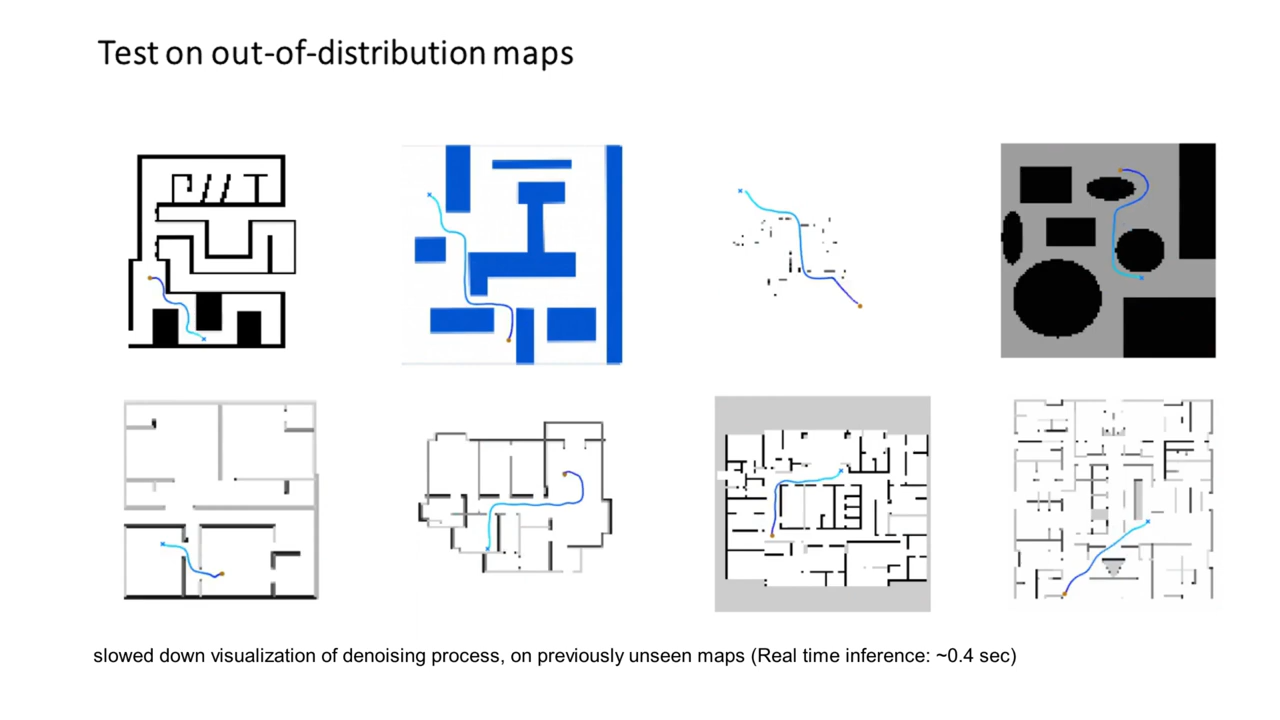 Test on out-of-distribution maps
slowed down visualization of denoising process, on previously unseen maps (Real time inference: ~0.4 sec)